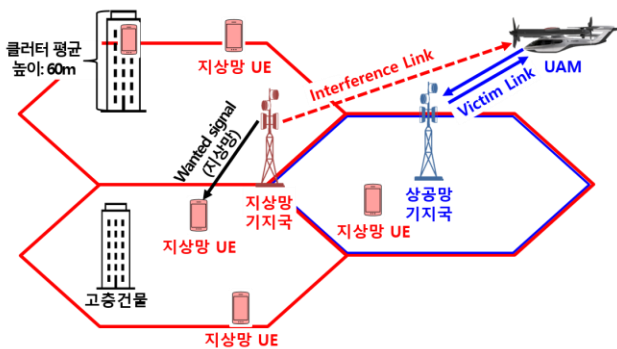 클러터 평균
높이: 60m
지상망 UE
Interference Link
UAM
Victim Link
Wanted signal
(지상망)
지상망
기지국
상공망
기지국
지상망 UE
지상망 UE
고층건물
지상망 UE